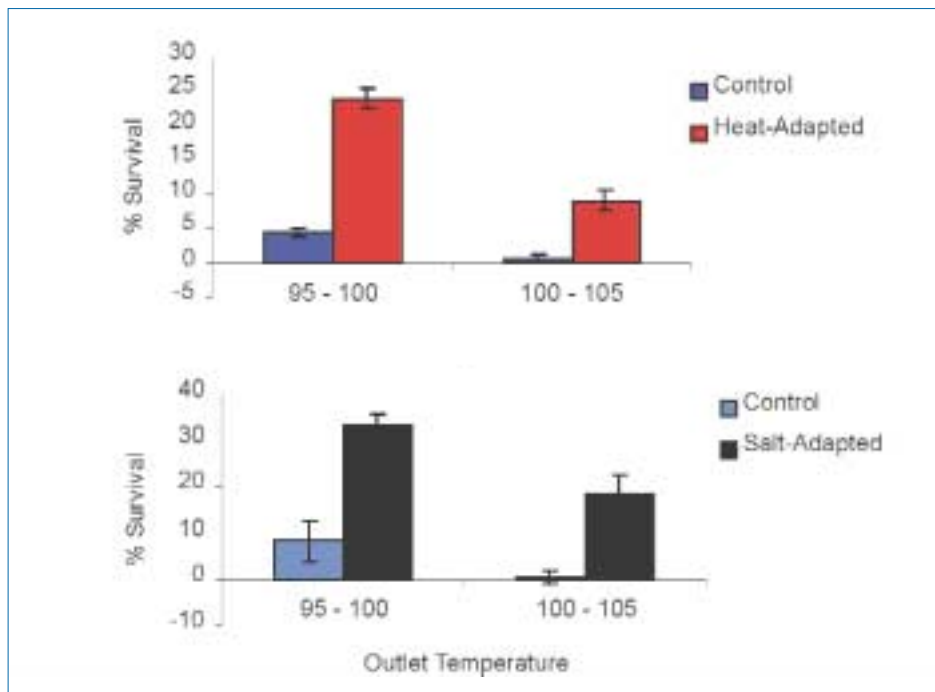 30
25
20
15
10
5
0
-5
% Survival
95 - 100
100 - 105
Control
Heat-Adapted
40
30
20
10
0
-10
% Survival
95 - 100
100 - 105
Control
Salt-Adapted
Outlet Temperature